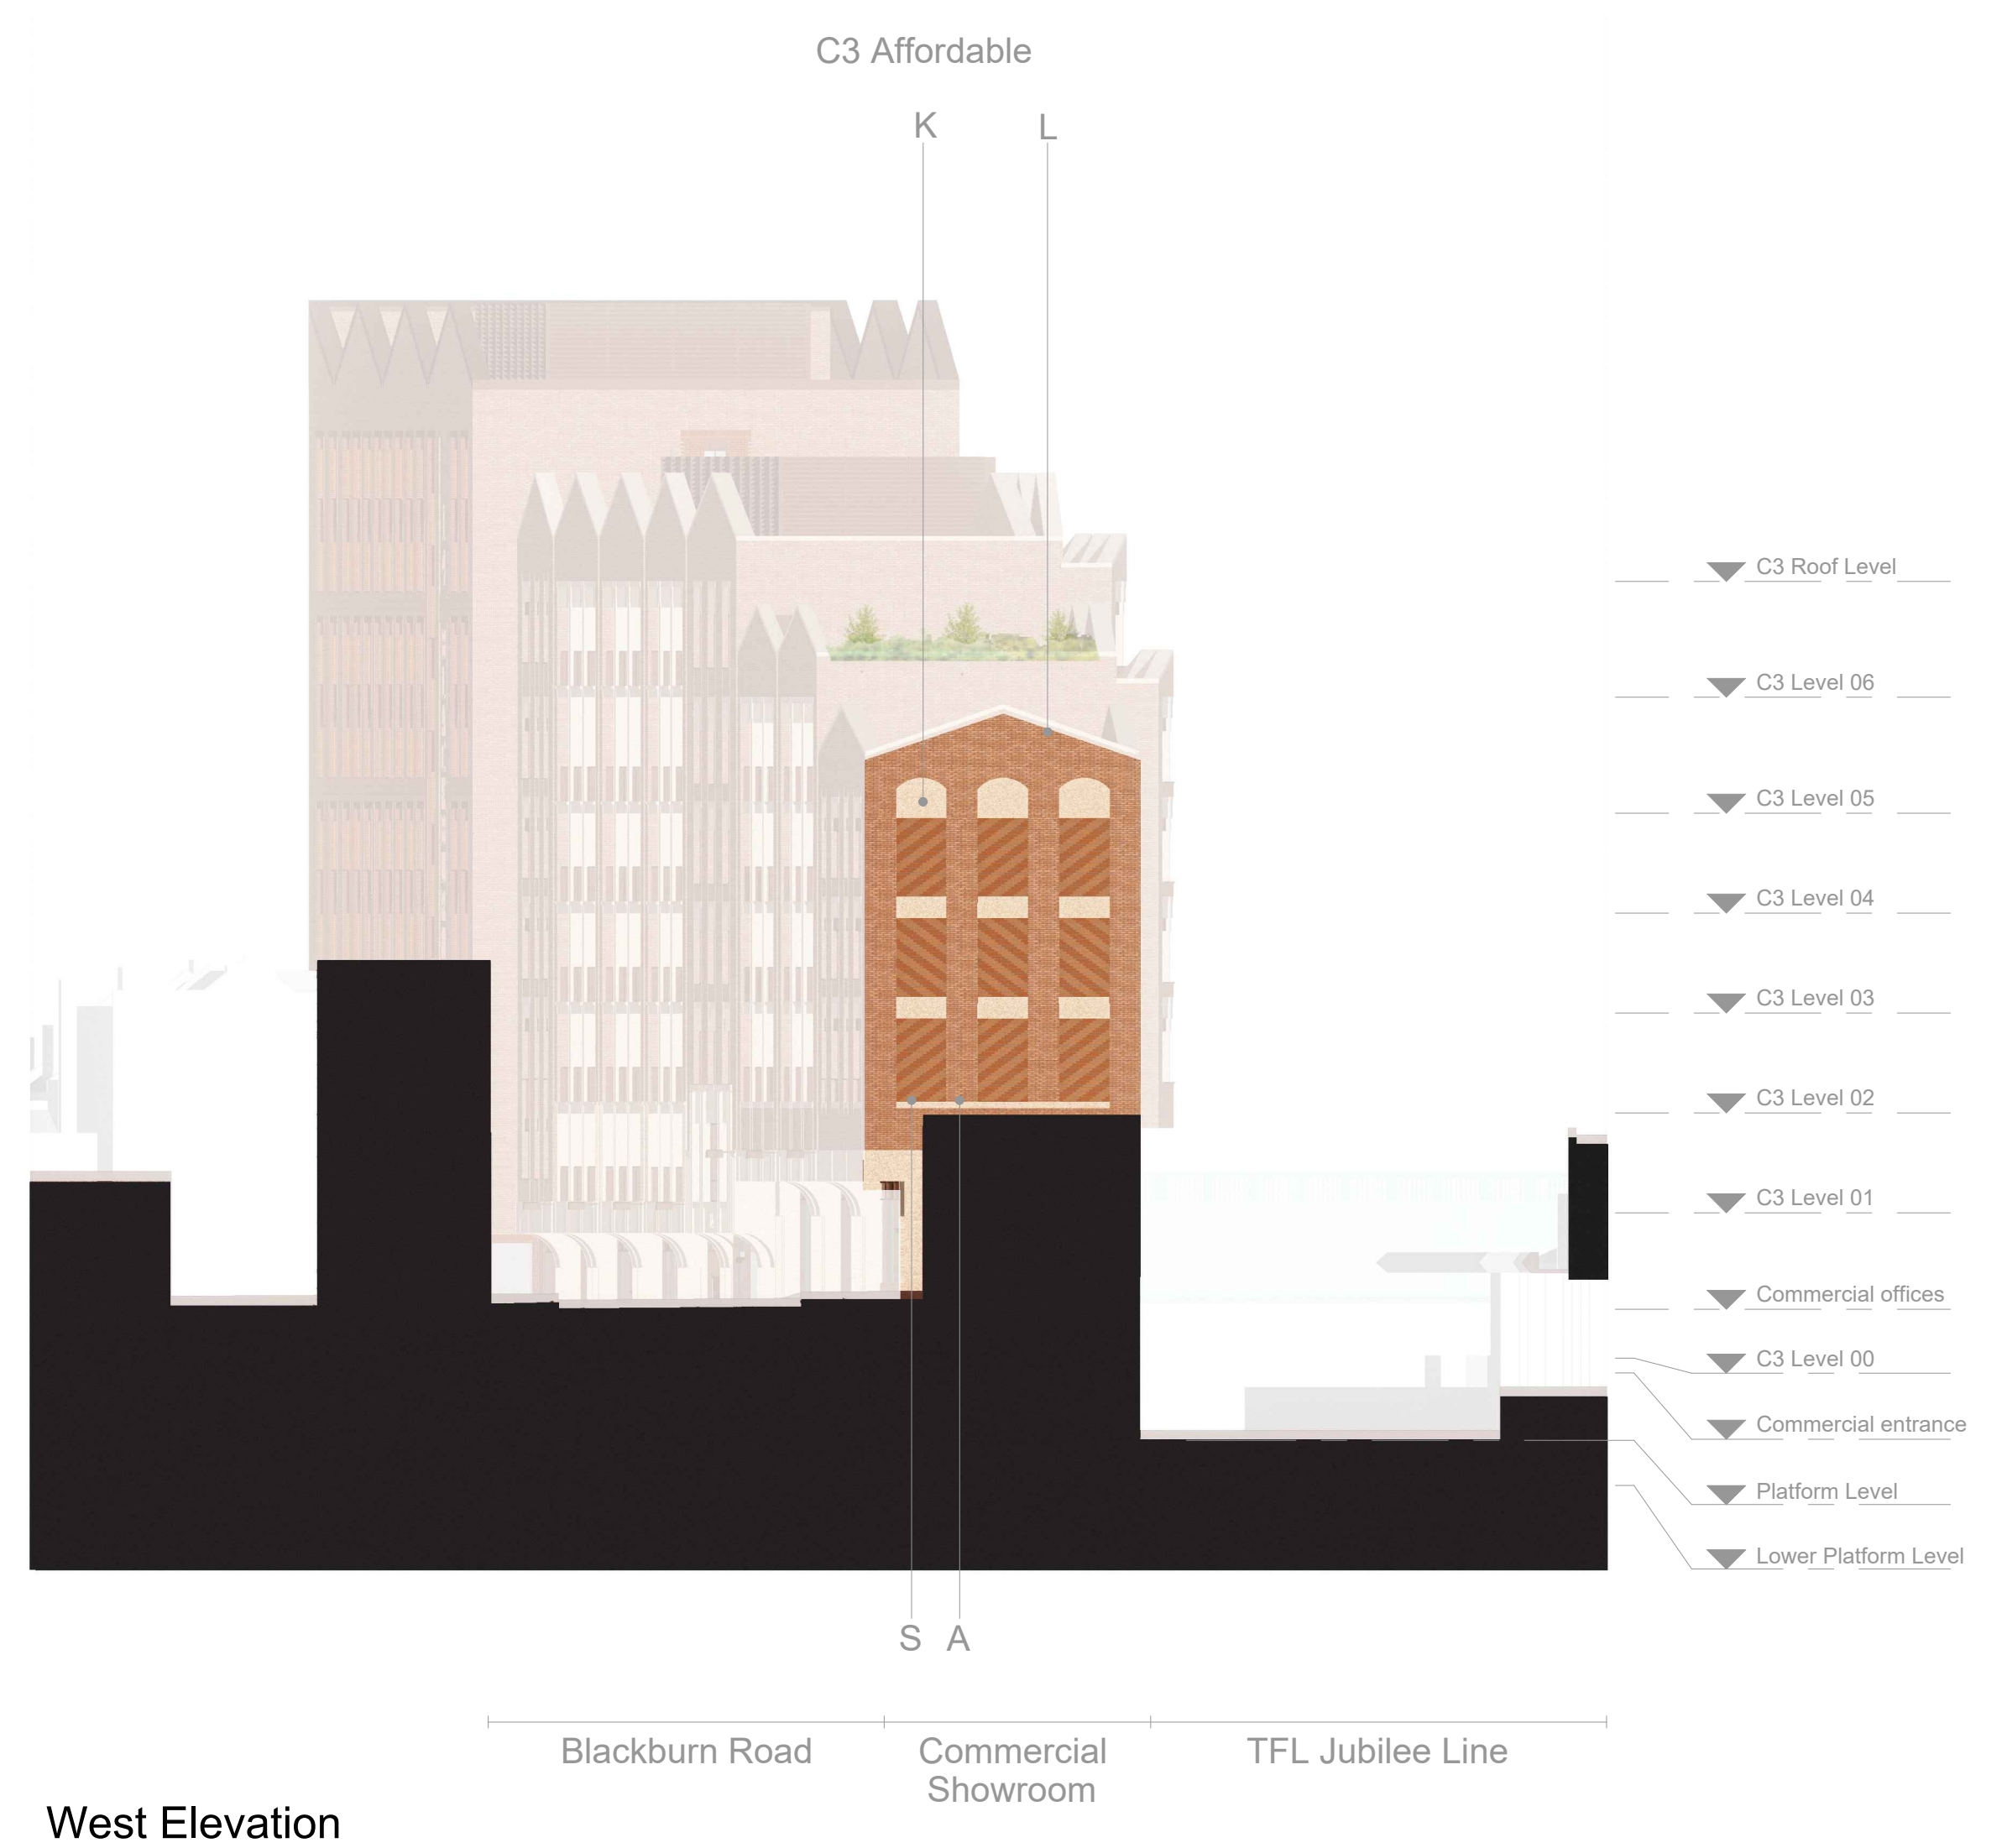 C3 Affordable
K
L
C3 Roof Level
C3 Level 06
C3 Level 05
C3 Level 04
C3 Level 03
C3 Level 02
C3 Level 01
Commercial offices
C3 Level 00
Commercial entrance
Platform Level
Lower Platform Level
S A
Blackburn Road
Commercial
Showroom
TFL Jubilee Line
West Elevation